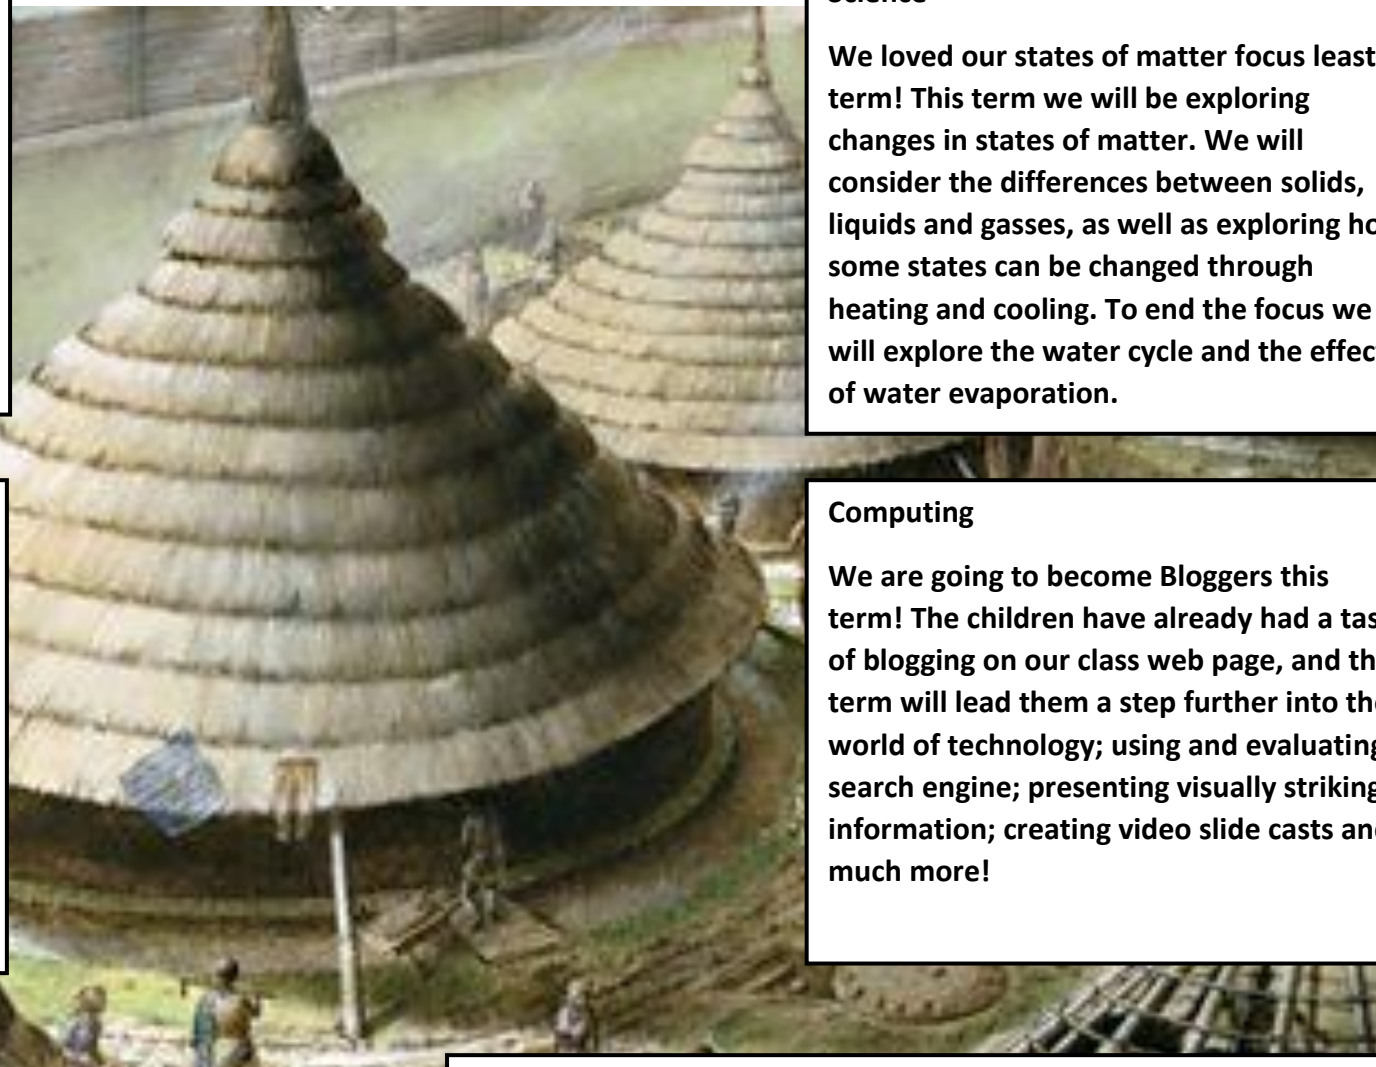 Science
We loved our states of matter focus least
term! This term we will be exploring
changes in states of matter. We will
consider the differences between solids,
liquids and gasses, as well as exploring
some states can be changed through
heating and cooling. To end the focus we
will explore the water cycle and the
of water evaporation.
Computing
We are going to become Bloggers this
term! The children have already had a
of blogging on our class web page, and
term will lead them a step further into
world of technology; using and evaluating
search engine; presenting visually striking
information; creating video slide casts
much more!